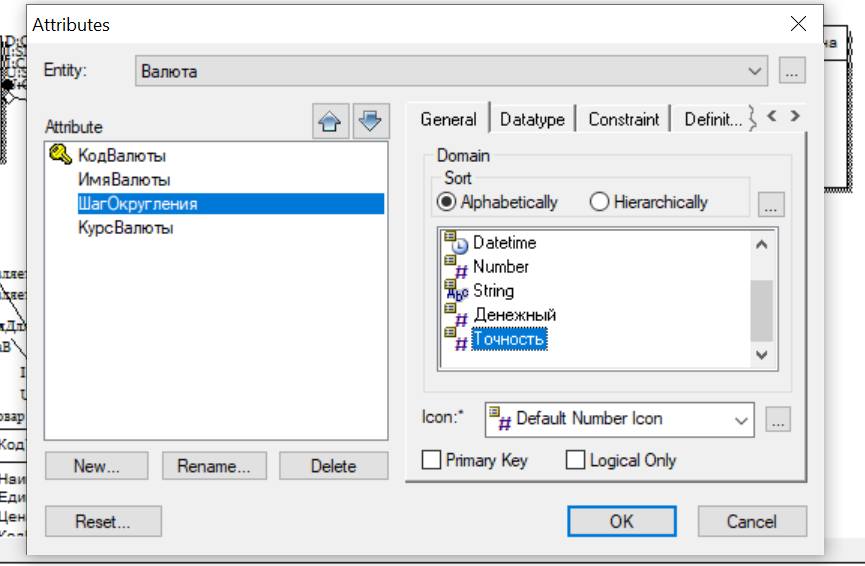 Attributes
на
Entity:
Валюта
...
Attribute
КодВалюты
ИмяВалюты
ШагОкругления
КурсВалюты
New...
Rename...
Delete
Reset...
General
Datatype
Constraint
Definit...
Domain
Sort
Alphabetically
Hierarchically
...
Datetime
Number
String
Денежный
Точность
Icon:*
Default Number Icon
...
Primary Key
Logical Only
OK
Cancel